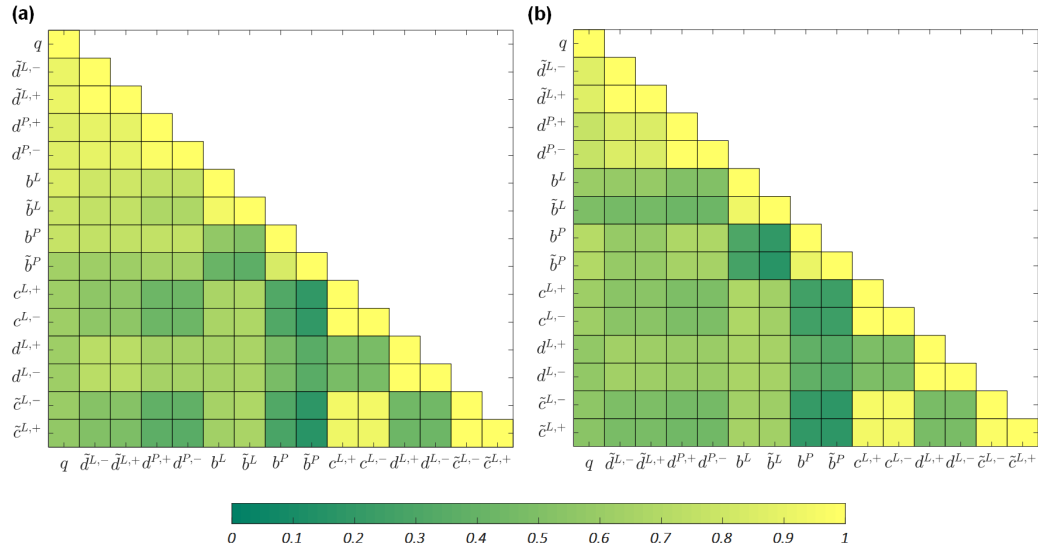 (a)
q
d̃^{L,-}
d̃^{L,+}
d^{P,+}
d^{P,-}
b^L
b̃^L
b^P
b̃^P
c^{L,+}
c^{L,-}
d^{L,+}
d^{L,-}
c̃^{L,-}
c̃^{L,+}
q d̃^{L,-} d̃^{L,+} d^{P,+} d^{P,-} b^L b̃^L b^P b̃^P c^{L,+} c^{L,-} d^{L,+} d^{L,-} c̃^{L,-} c̃^{L,+}
(b)
q
d̃^{L,-}
d̃^{L,+}
d^{P,+}
d^{P,-}
b^L
b̃^L
b^P
b̃^P
c^{L,+}
c^{L,-}
d^{L,+}
d^{L,-}
c̃^{L,-}
c̃^{L,+}
q d̃^{L,-} d̃^{L,+} d^{P,+} d^{P,-} b^L b̃^L b^P b̃^P c^{L,+} c^{L,-} d^{L,+} d^{L,-} c̃^{L,-} c̃^{L,+}
0 0.1 0.2 0.3 0.4 0.5 0.6 0.7 0.8 0.9 1